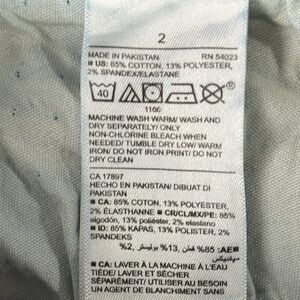 2
MADE IN PAKISTAN RN 54023
■ US: 85% COTTON, 13% POLYESTER,
2% SPANDEX/ELASTANE
40
1166
MACHINE WASH WARM/ WASH AND
DRY SEPARATELY/ ONLY
NON-CHLORINE BLEACH WHEN
NEEDED/ TUMBLE DRY LOW/ WARM
IRON/ DO NOT IRON PRINT/ DO NOT
DRY CLEAN
CA 17897
HECHO EN PAKISTAN/ DIBUAT DI
PAKISTAN
■ CA: 85% COTON, 13% POLYESTER,
2% ÉLASTHANNE ■ CR/CL/MX/PE: 85%
algodón, 13% poliéster, 2% elastano
■ ID: 85% KAPAS, 13% POLIESTER, 2%
SPANDEKS
■ AE: 85% قطن, 13% بوليستر, 2%
سباندیکس
■ CA: LAVER À LA MACHINE À L'EAU
TIÈDE/ LAVER ET SÉCHER
SÉPARÉMENT/ UTILISER AU BESOIN
UN AGENT DE BLANCHIMENT SANS